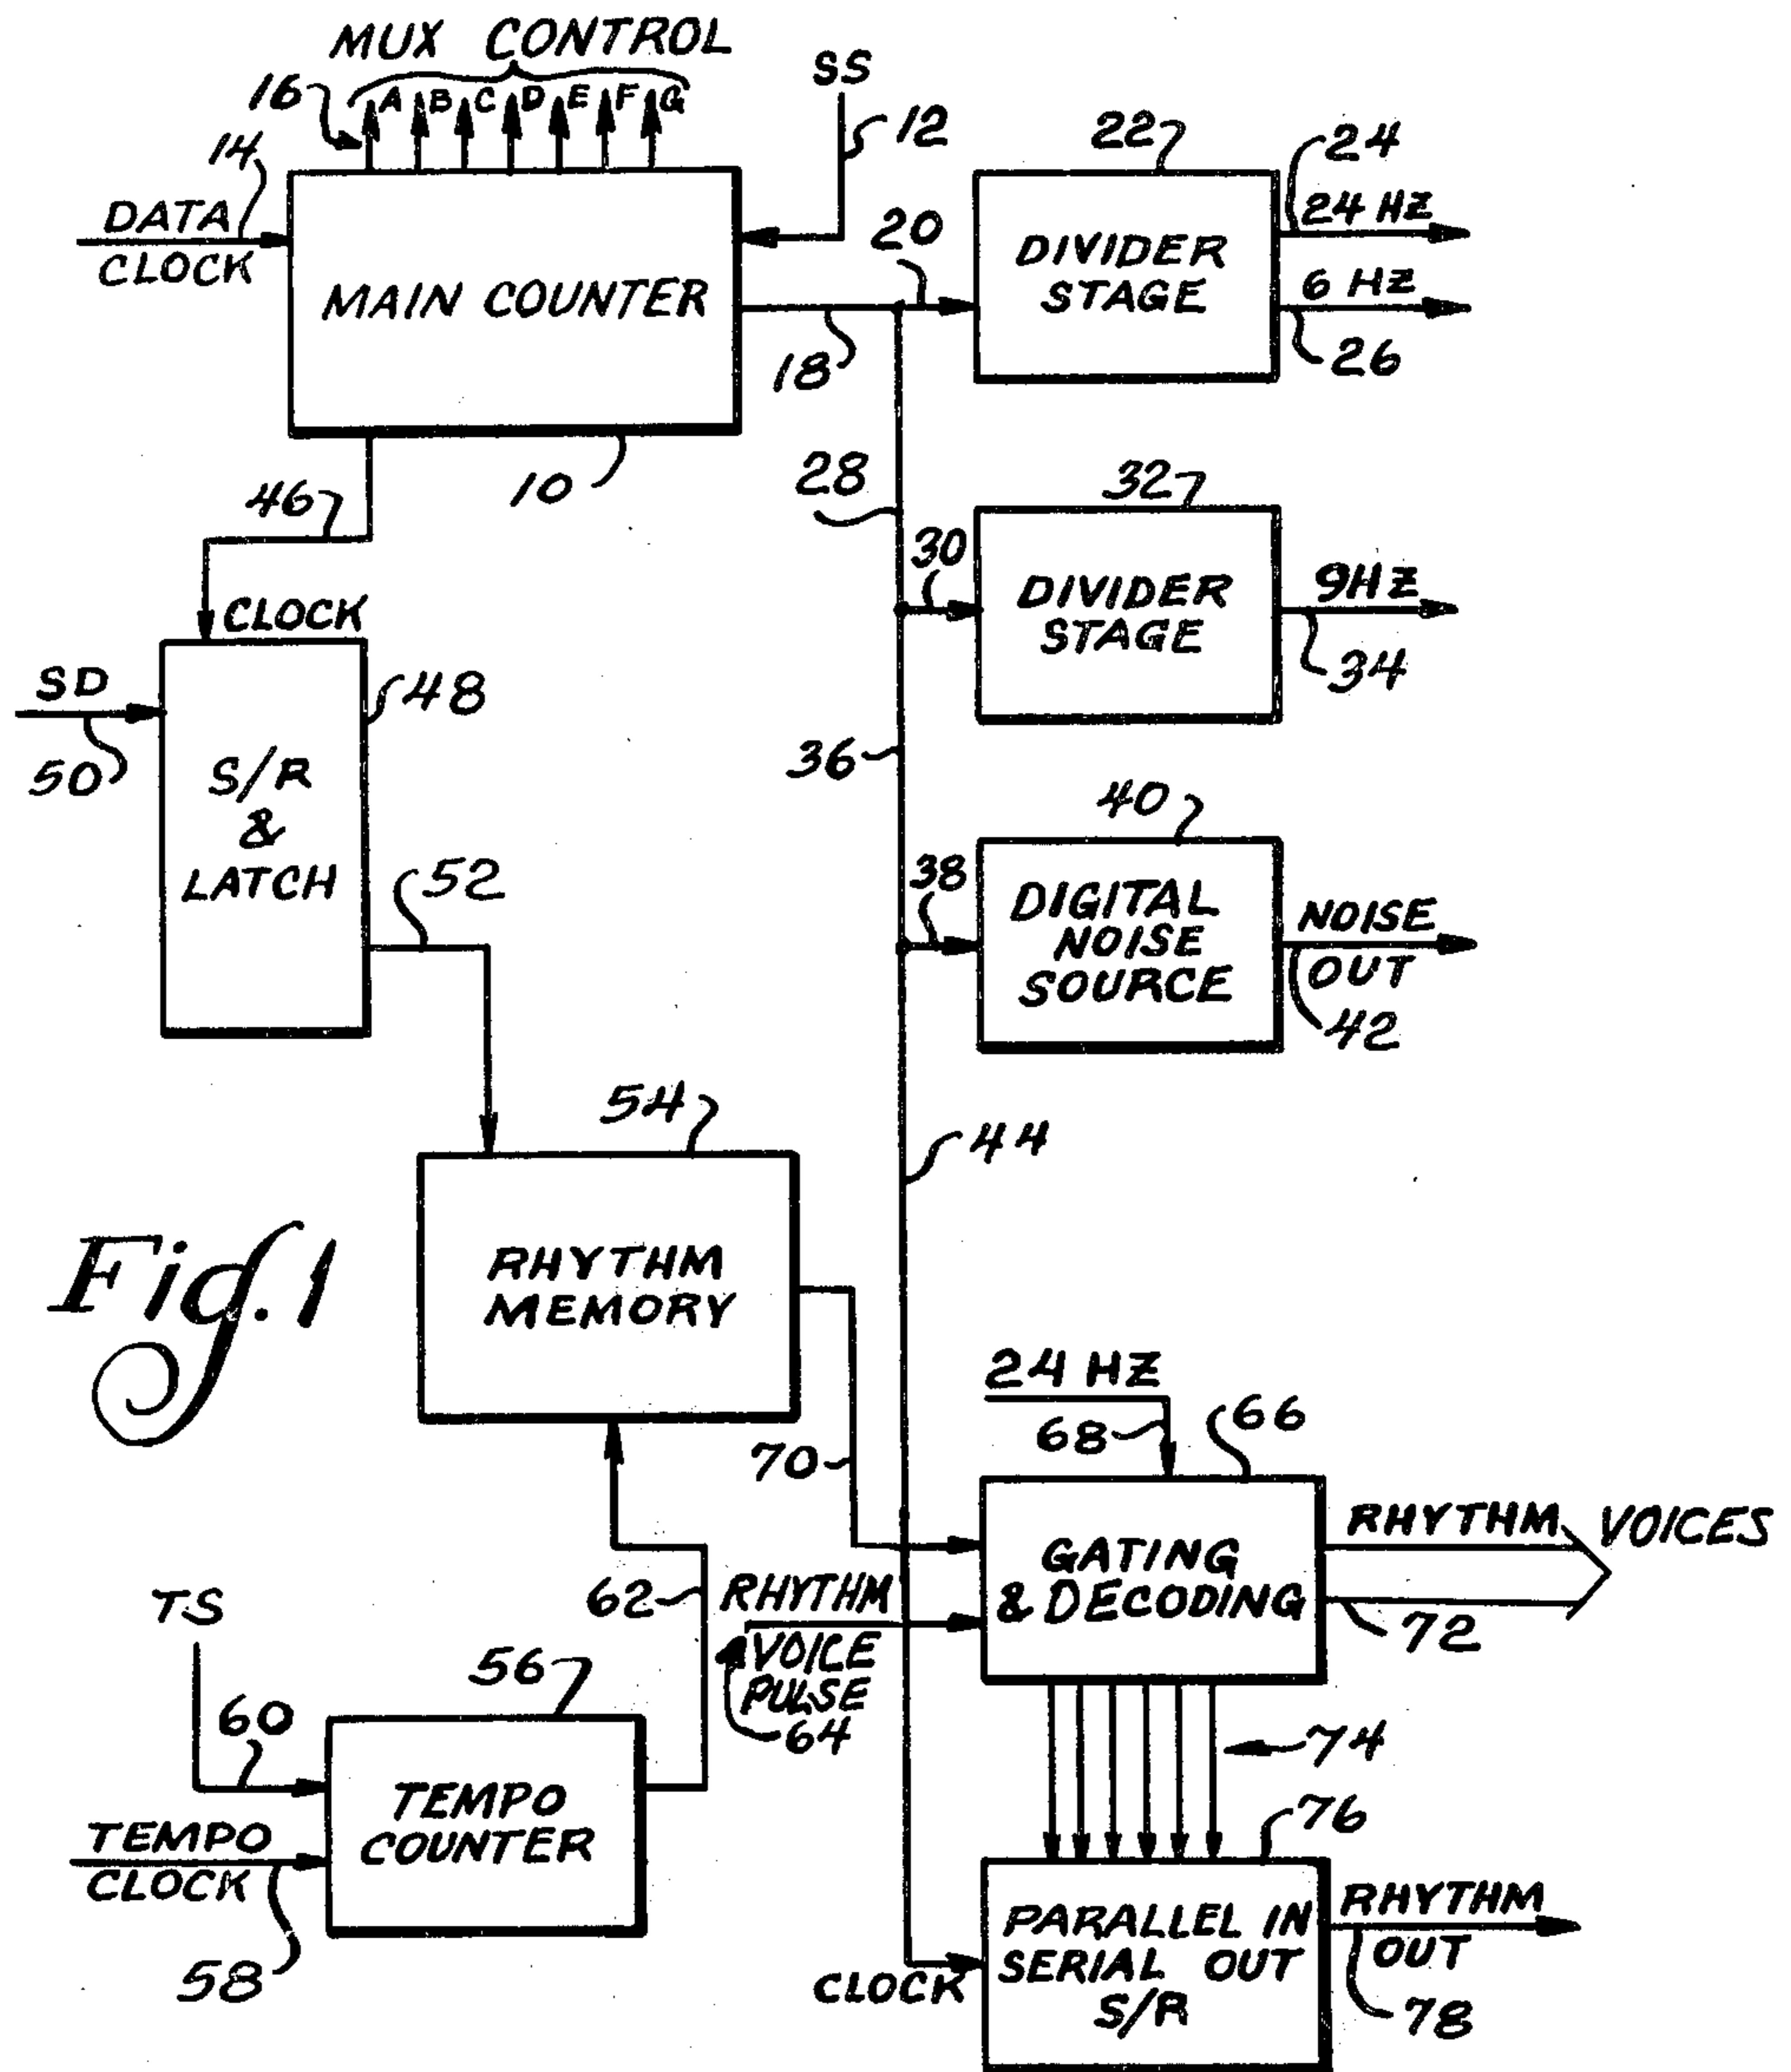 MUX CONTROL
SS
16
A B C D E F G
12
14
22
24
DATA
CLOCK
20
24 HZ
MAIN COUNTER
DIVIDER
STAGE
6 HZ
18
26
10
46
28
32
30
CLOCK
DIVIDER
STAGE
9HZ
34
SD
48
50
36
S/R
&
LATCH
40
52
38
DIGITAL
NOISE
SOURCE
NOISE
OUT
42
54
44
Fig. 1
RHYTHM
MEMORY
24 HZ
68
66
70
RHYTHM VOICES
GATING
& DECODING
TS
62
RHYTHM
VOICE
PULSE
64
72
56
60
74
TEMPO
COUNTER
TEMPO
CLOCK
76
58
PARALLEL IN
SERIAL OUT
S/R
RHYTHM
OUT
CLOCK
78